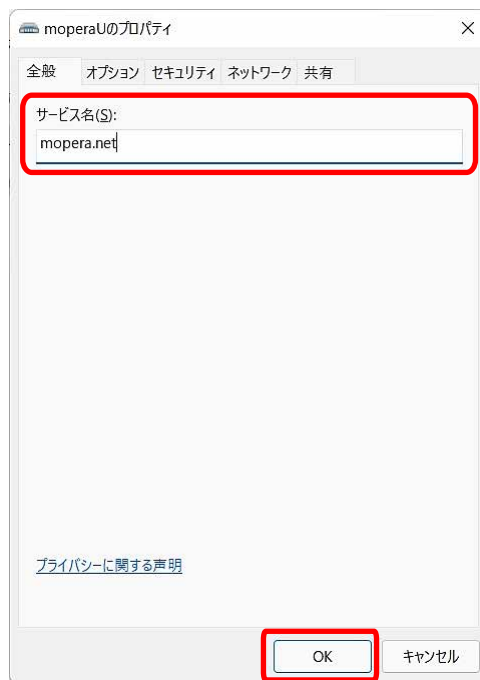 moperaUのプロパティ
全般 オプション セキュリティ ネットワーク 共有
サービス名(S):
mopera.net
プライバシーに関する声明
OK キャンセル